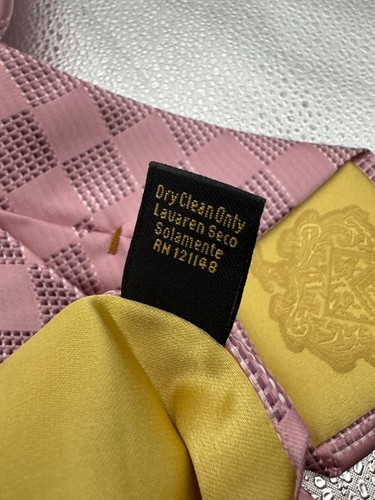 Dry Clean Only
Lavaren Seco
Solamente
RN 121148